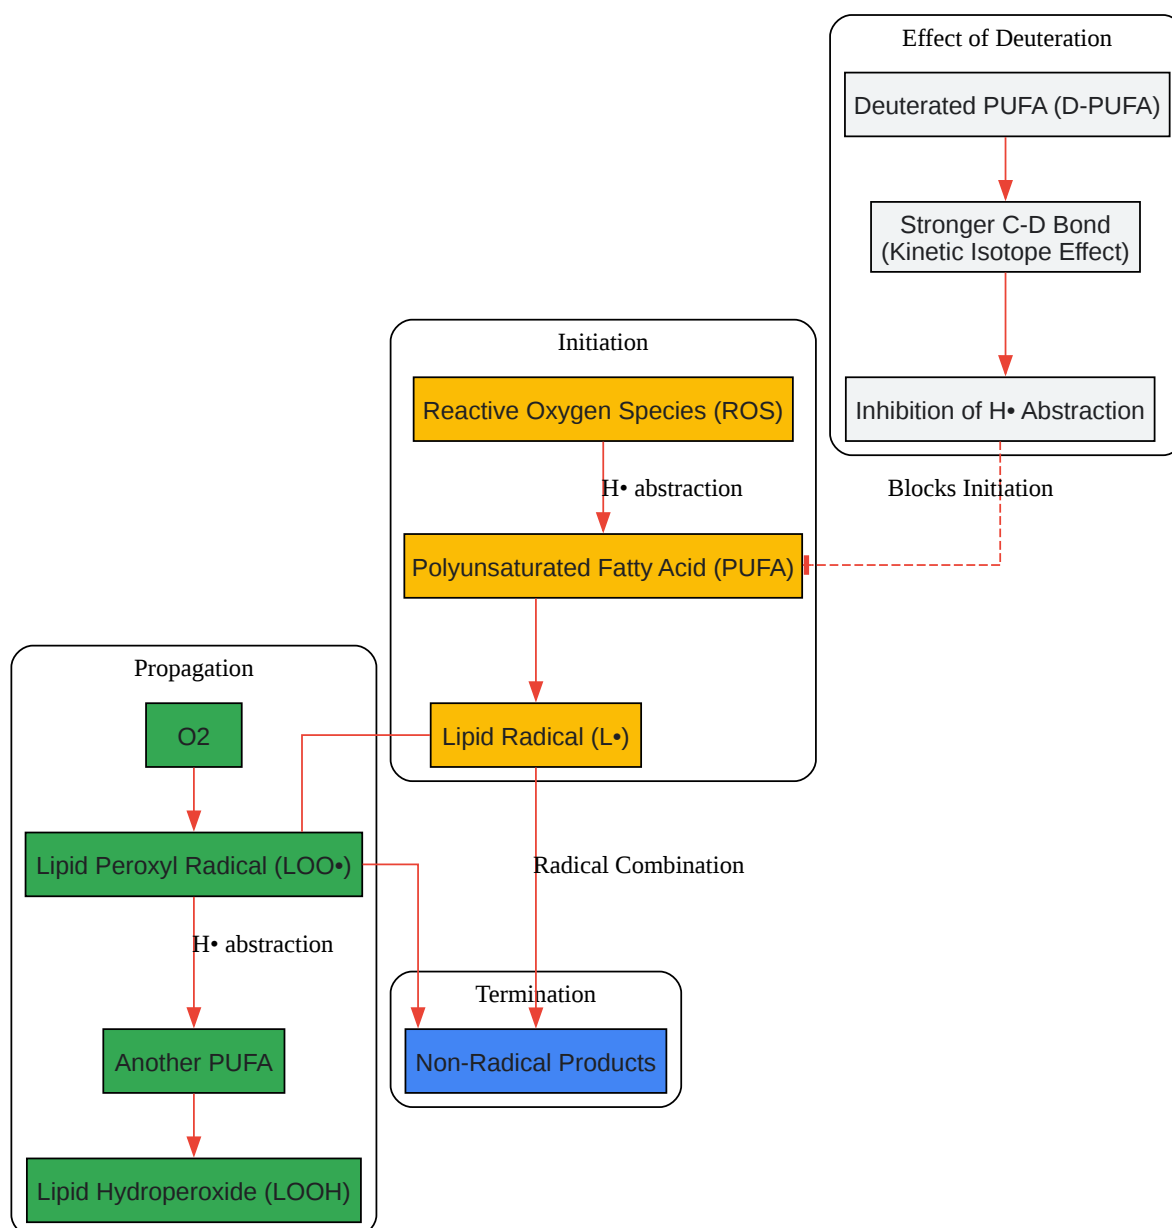 Effect of Deuteration
Deuterated PUFA (D-PUFA)
Stronger C-D Bond
(Kinetic Isotope Effect)
Inhibition of H• Abstraction
Blocks Initiation
Initiation
Reactive Oxygen Species (ROS)
H• abstraction
Polyunsaturated Fatty Acid (PUFA)
Lipid Radical (L•)
Radical Combination
Propagation
O2
Lipid Peroxyl Radical (LOO•)
H• abstraction
Another PUFA
Lipid Hydroperoxide (LOOH)
Termination
Non-Radical Products